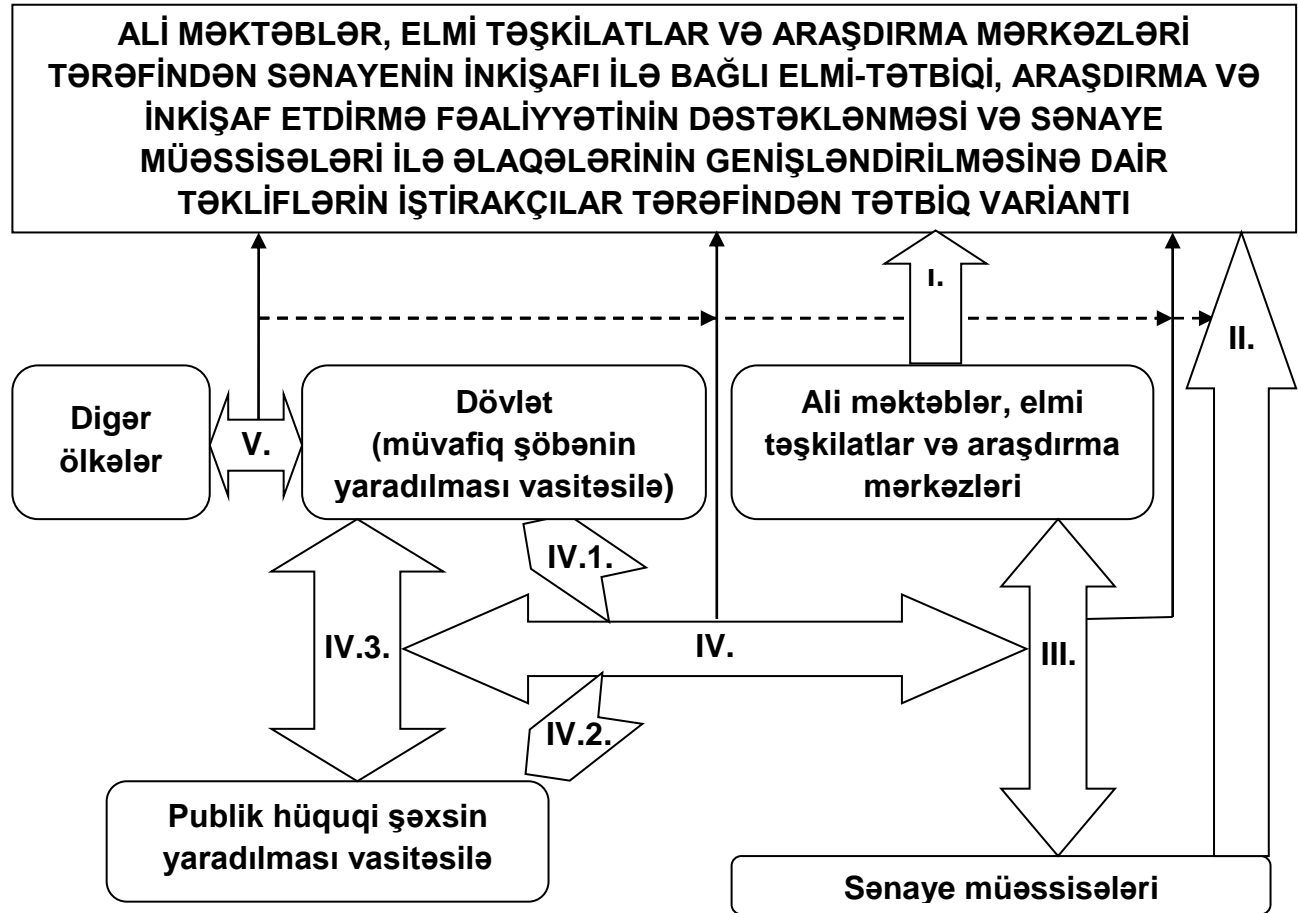 ALİ MƏKTƏBLƏR, ELMİ TƏŞKİLATLAR VƏ ARAŞDIRMA MƏRKƏZLƏRİ
TƏRƏFİNDƏN SƏNAYENİN İNKİŞAFI İLƏ BAĞLI ELMİ-TƏTBİQİ, ARAŞDIRMA VƏ
İNKİŞAF ETDİRMƏ FƏALİYYƏTİNİN DƏSTƏKLƏNMƏSİ VƏ SƏNAYE
MÜƏSSİSƏLƏRİ İLƏ ƏLAQƏLƏRİNİN GENİŞLƏNDİRİLMƏSİNƏ DAİR
TƏKLİFLƏRİN İŞTİRAKÇILAR TƏRƏFİNDƏN TƏTBİQ VARİANTI
I.
II.
Digər
ölkələr
V.
Dövlət
(müvafiq şöbənin
yaradılması vasitəsilə)
Ali məktəblər, elmi
təşkilatlar və araşdırma
mərkəzləri
IV.1.
IV.3.
IV.
III.
IV.2.
Publik hüquqi şəxsin
yaradılması vasitəsilə
Sənaye müəssisələri